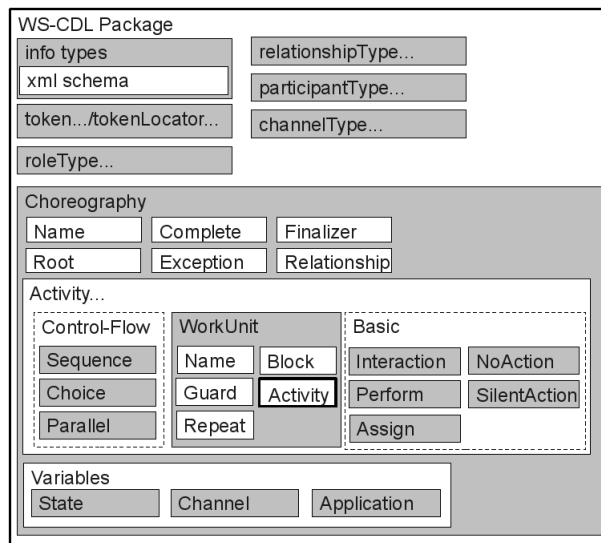 WS-CDL Package
info types
xml schema
token.../tokenLocator...
roleType...
relationshipType...
participantType...
channelType...
Choreography
Name Complete Finalizer
Root Exception Relationship
Activity...
Control-Flow
Sequence
Choice
Parallel
WorkUnit
Name Block
Guard Activity
Repeat
Basic
Interaction NoAction
Perform SilentAction
Assign
Variables
State Channel Application